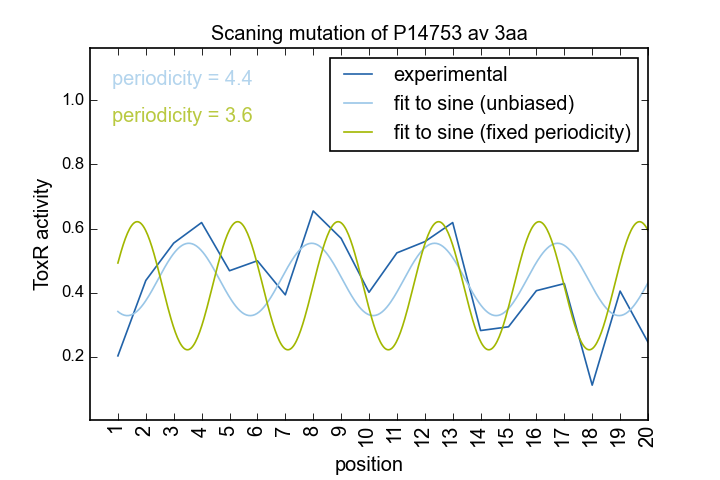 Scaning mutation of P14753 av 3aa
periodicity = 4.4
periodicity = 3.6
experimental
fit to sine (unbiased)
fit to sine (fixed periodicity)
ToxR activity
1.0
0.8
0.6
0.4
0.2
1 2 3 4 5 6 7 8 9 10 11 12 13 14 15 16 17 18 19 20
position